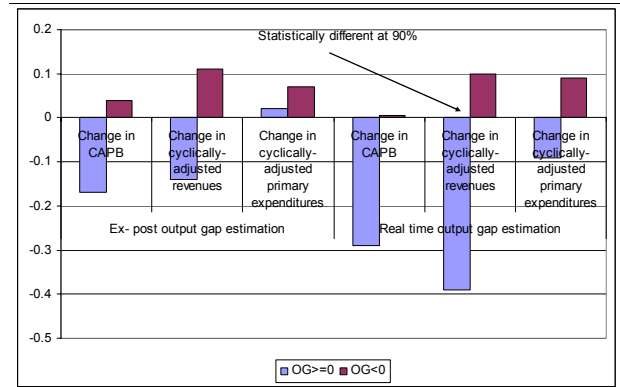 0.2
Statistically different at 90%
0.1
0
Change in CAPB
Change in cyclically-adjusted revenues
Change in cyclically-adjusted primary expenditures
Change in CAPB
Change in cyclically-adjusted revenues
Change in cyclically-adjusted primary expenditures
-0.1
-0.2
Ex- post output gap estimation
Real time output gap estimation
-0.3
-0.4
-0.5
OG>=0 OG<0